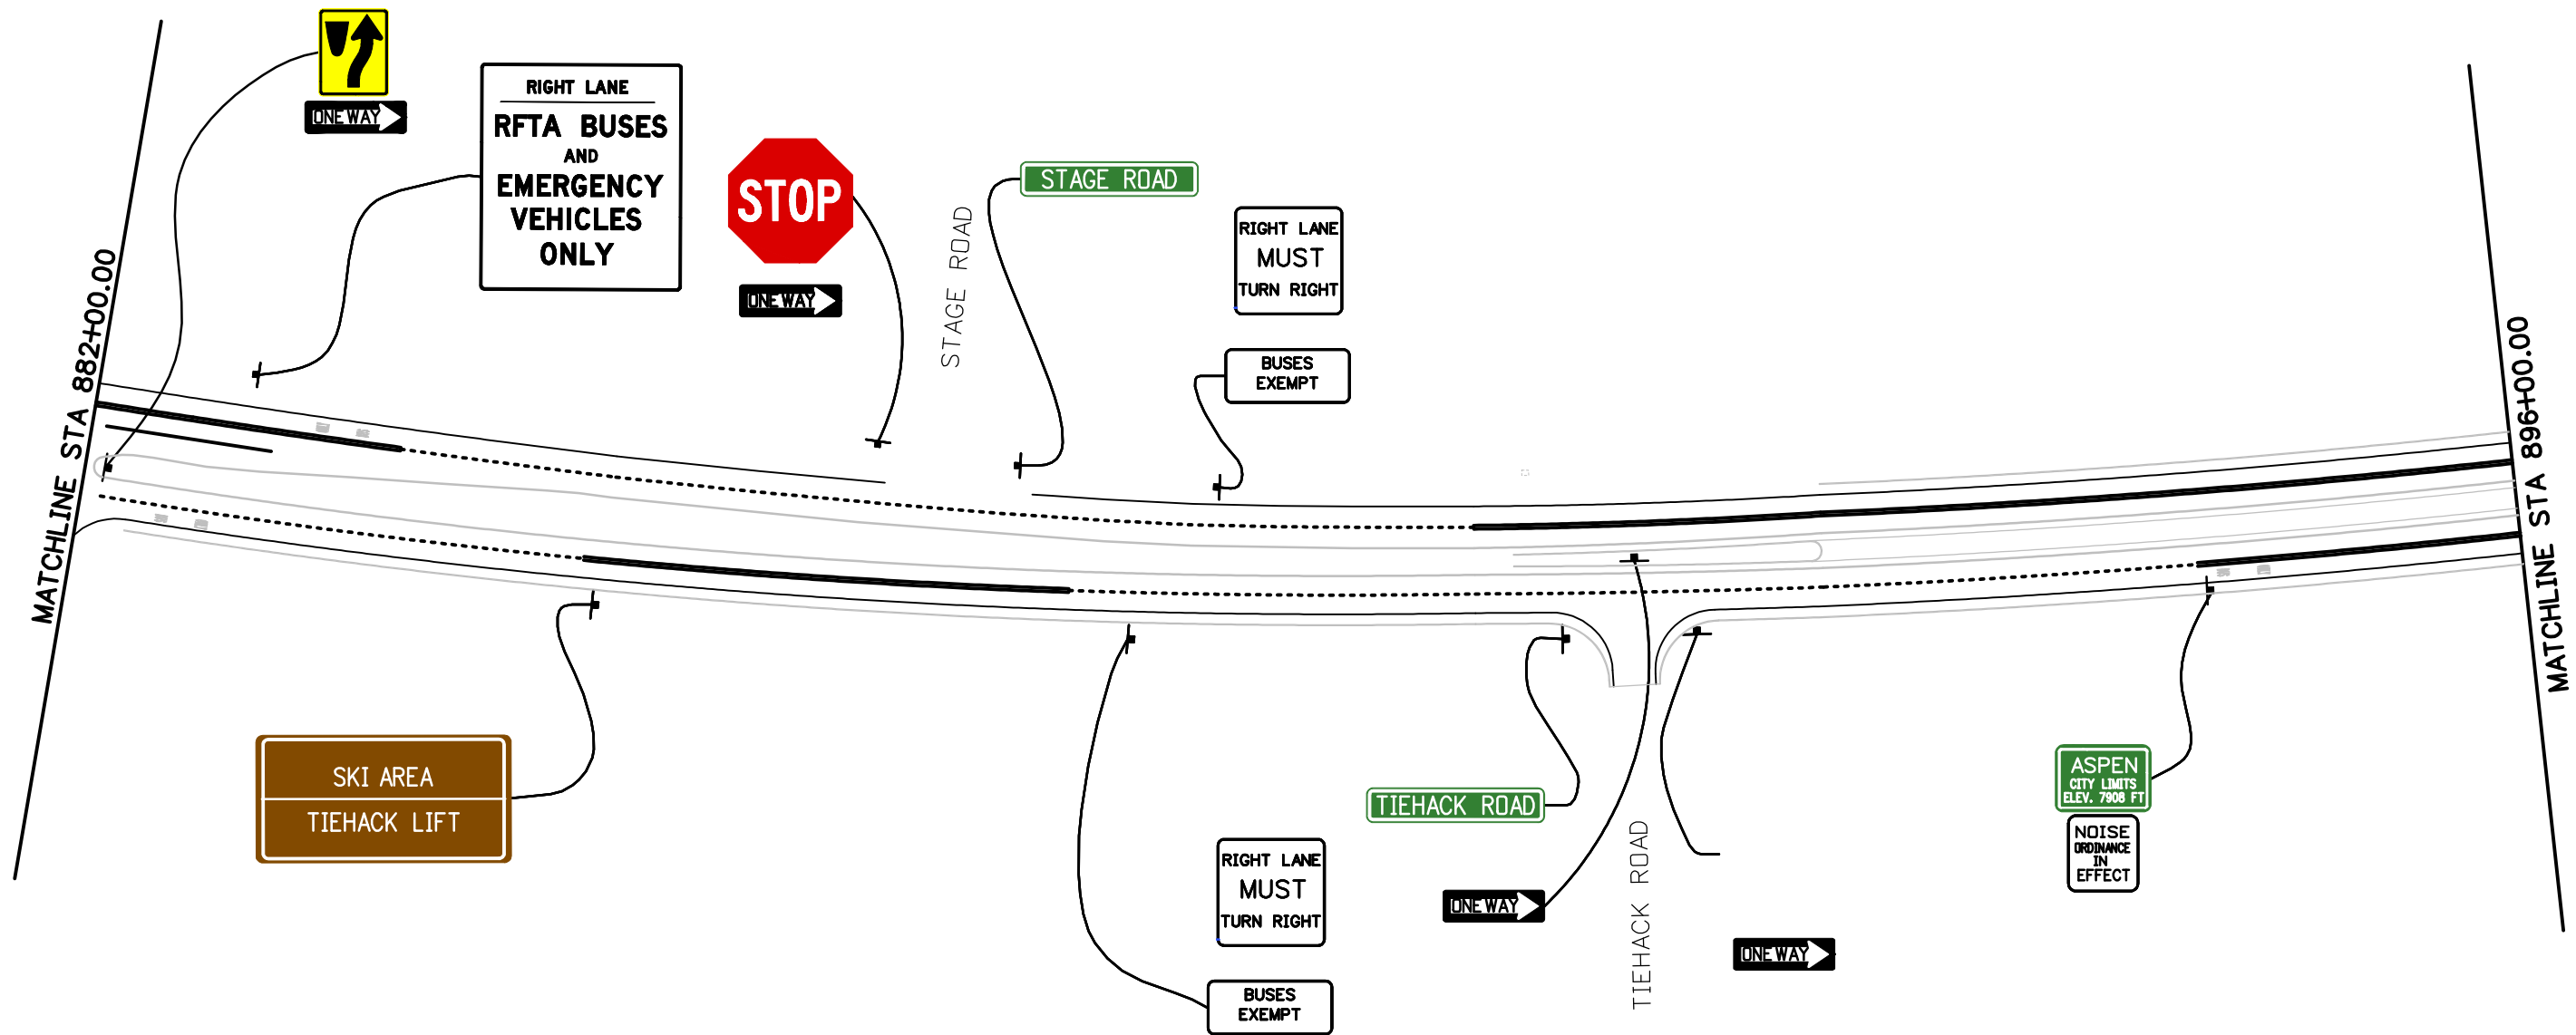 ONE WAY
RIGHT LANE
RFTA BUSES
AND
EMERGENCY
VEHICLES
ONLY
STOP
ONE WAY
STAGE ROAD
STAGE ROAD
RIGHT LANE
MUST
TURN RIGHT
BUSES
EXEMPT
MATCHLINE STA 882+00.00
MATCHLINE STA 896+00.00
SKI AREA
TIEHACK LIFT
RIGHT LANE
MUST
TURN RIGHT
BUSES
EXEMPT
TIEHACK ROAD
ONE WAY
TIEHACK ROAD
ONE WAY
ASPEN
CITY LIMITS
ELEV. 7908 FT
NOISE
ORDINANCE
IN
EFFECT